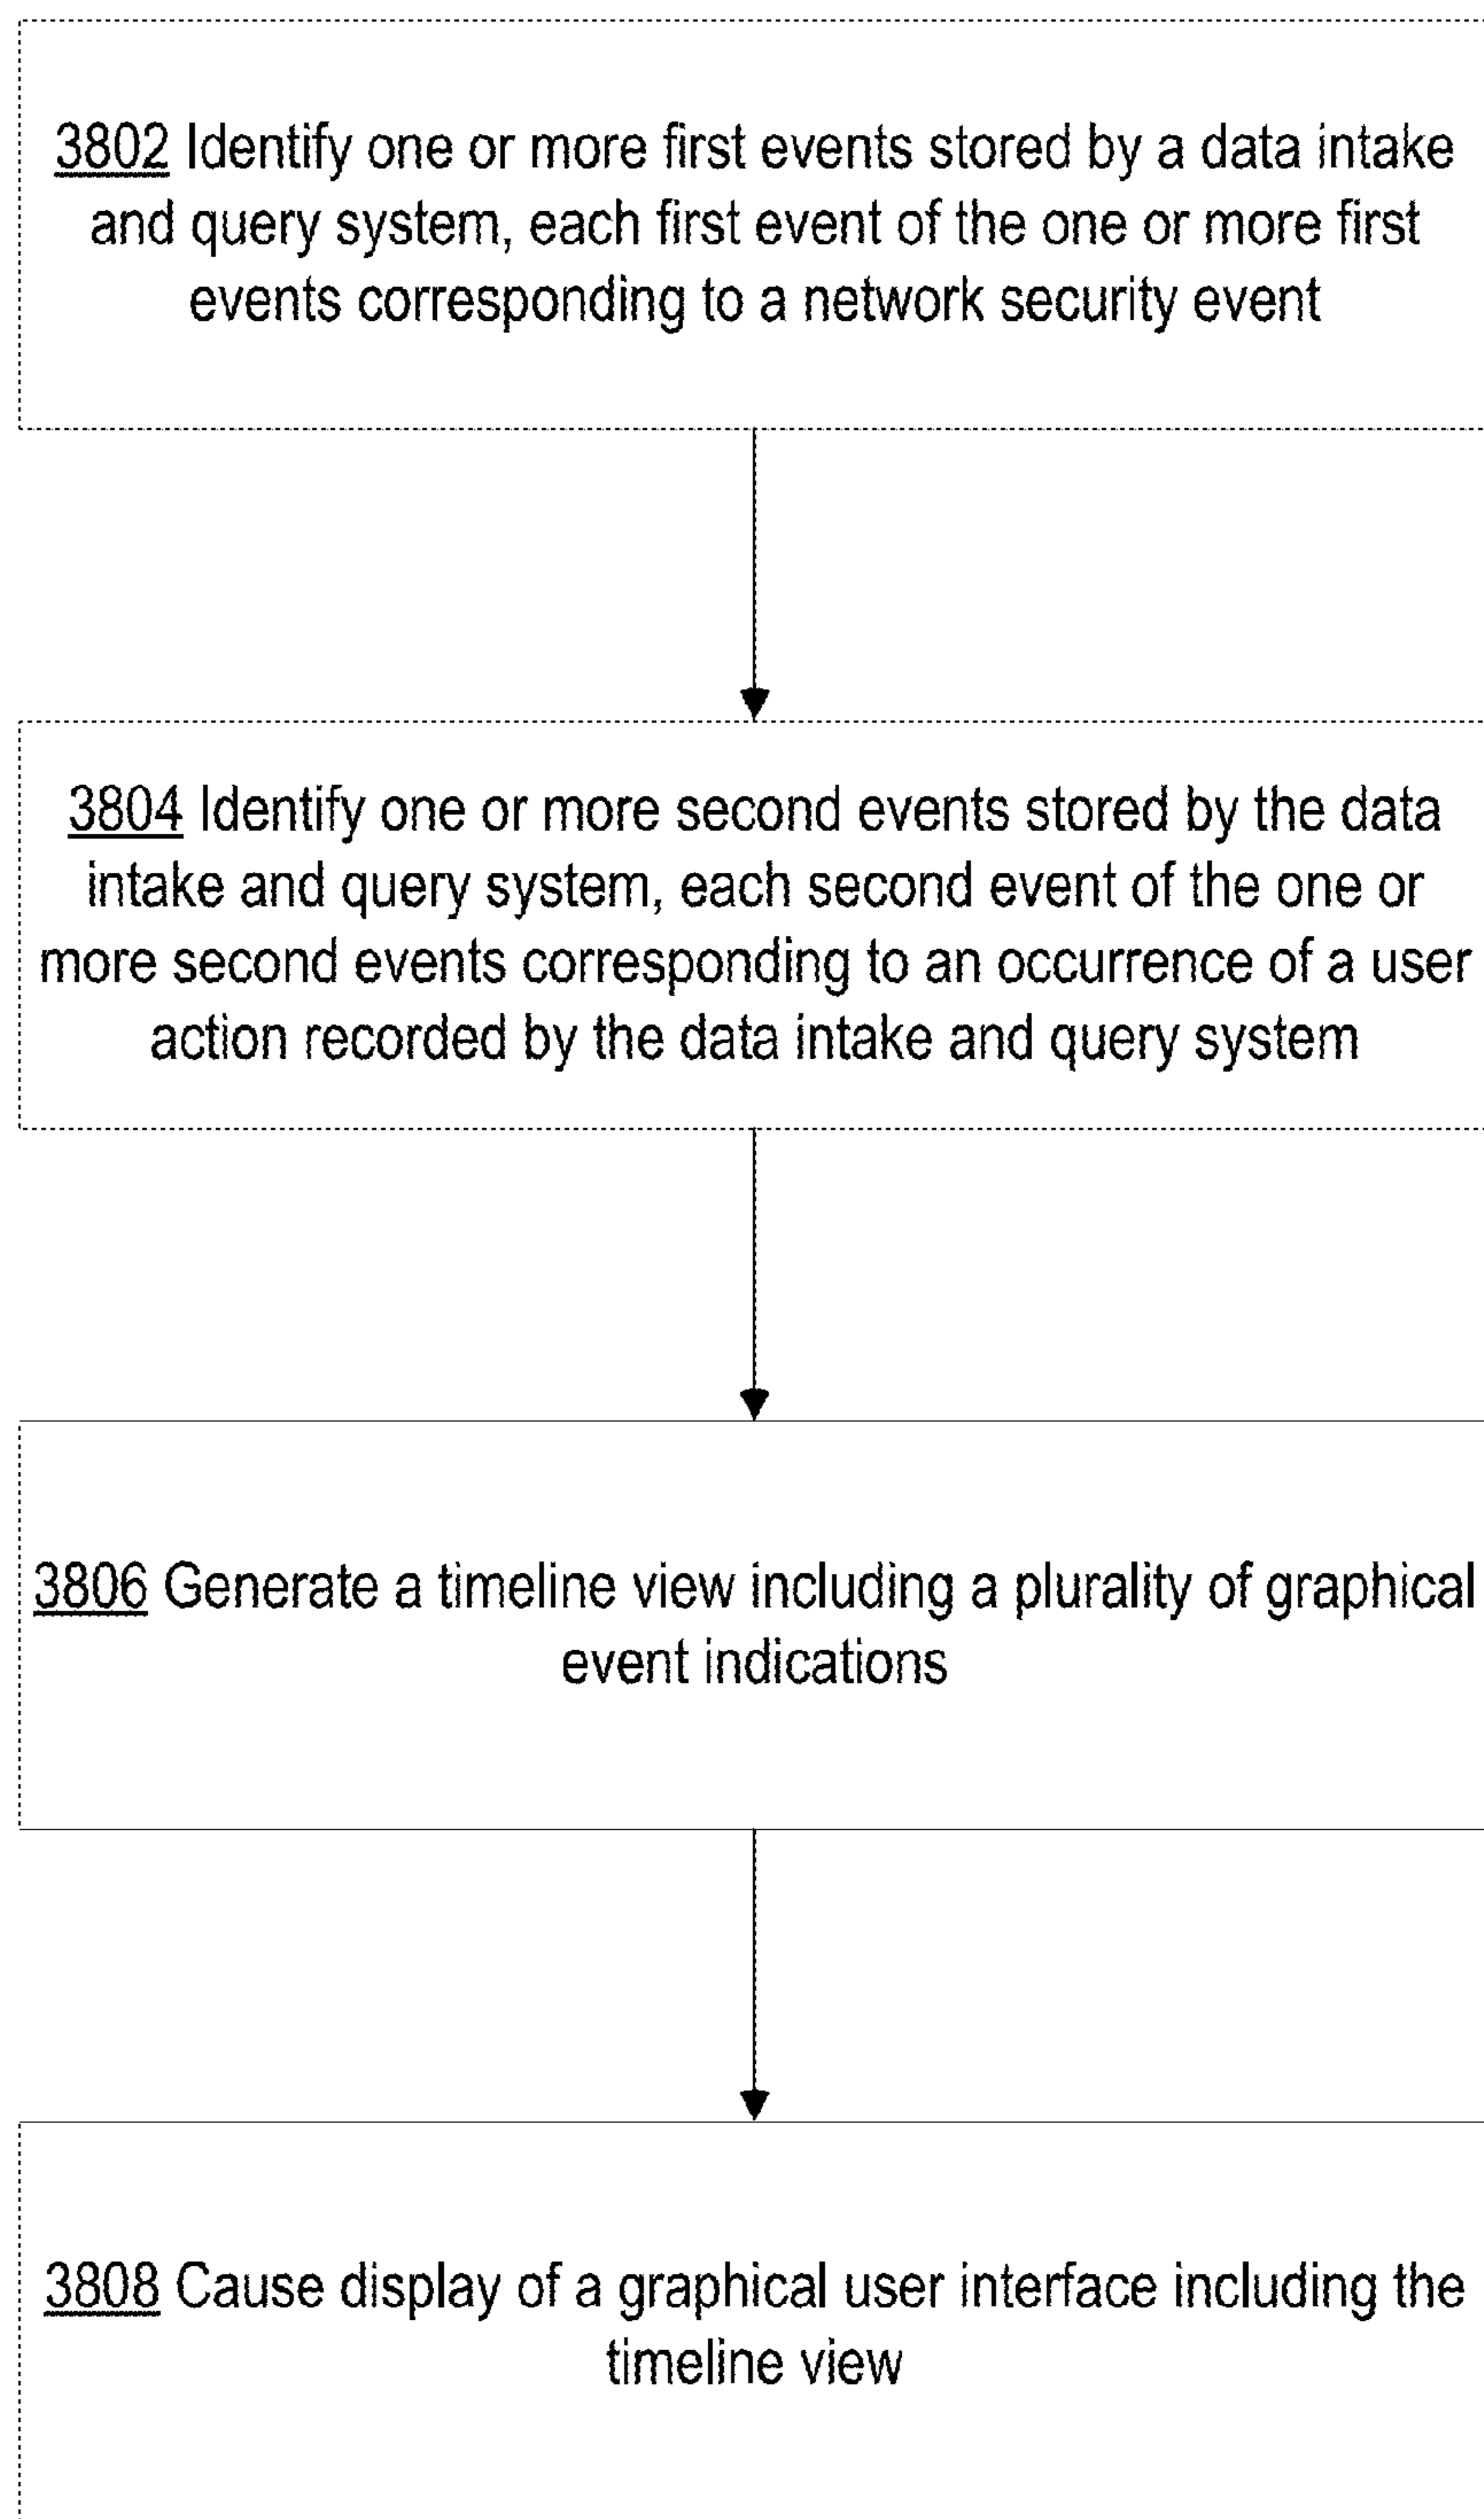 3802 Identify one or more first events stored by a data intake
and query system, each first event of the one or more first
events corresponding to a network security event
3804 Identify one or more second events stored by the data
intake and query system, each second event of the one or
more second events corresponding to an occurrence of a user
action recorded by the data intake and query system
3806 Generate a timeline view including a plurality of graphical
event indications
3808 Cause display of a graphical user interface including the
timeline view